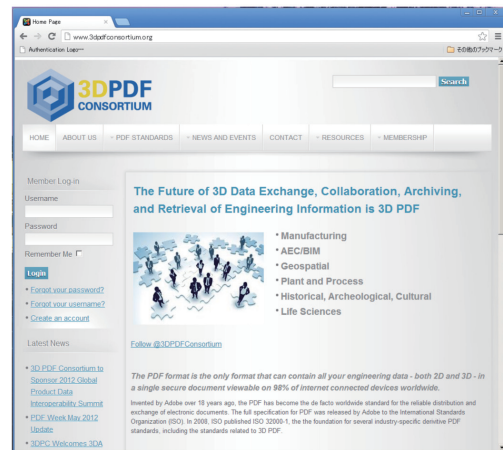 Home Page
www.3dpdfconsortium.org
Authentication Logo
その他のブックマーク
3DPDF
CONSORTIUM
Search
HOME ABOUT US PDF STANDARDS NEWS AND EVENTS CONTACT RESOURCES MEMBERSHIP
Member Log-in
Username
Password
Remember Me
Login
Forgot your password?
Forgot your username?
Create an account
Latest News
3D PDF Consortium to
Sponsor 2012 Global
Product Data
Interoperability Summit
PDF Week May 2012
Update
3DPC Welcomes 3DA
The Future of 3D Data Exchange, Collaboration, Archiving,
and Retrieval of Engineering Information is 3D PDF
• Manufacturing
• AEC/BIM
• Geospatial
• Plant and Process
• Historical, Archeological, Cultural
• Life Sciences
Follow @3DPDFConsortium
The PDF format is the only format that can contain all your engineering data - both 2D and 3D - in
a single secure document viewable on 98% of internet connected devices worldwide.
Invented by Adobe over 18 years ago, the PDF has become the de facto worldwide standard for the reliable distribution and
exchange of electronic documents. The full specification for PDF was released by Adobe to the International Standards
Organization (ISO). In 2008, ISO published ISO 32000-1, the the foundation for several industry-specific derivitive PDF
standards, including the standards related to 3D PDF.